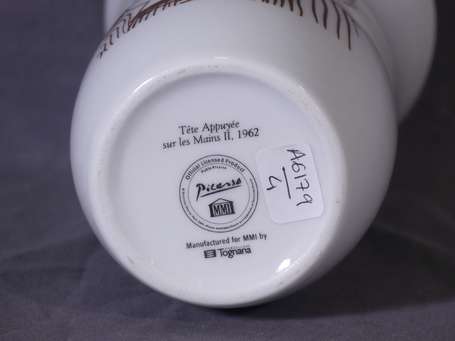 Tête Appuyée
sur les Mains II, 1962
Official Licensed Product
Picasso
MMI
Manufactured for MMI by
Tognana
A6179
4